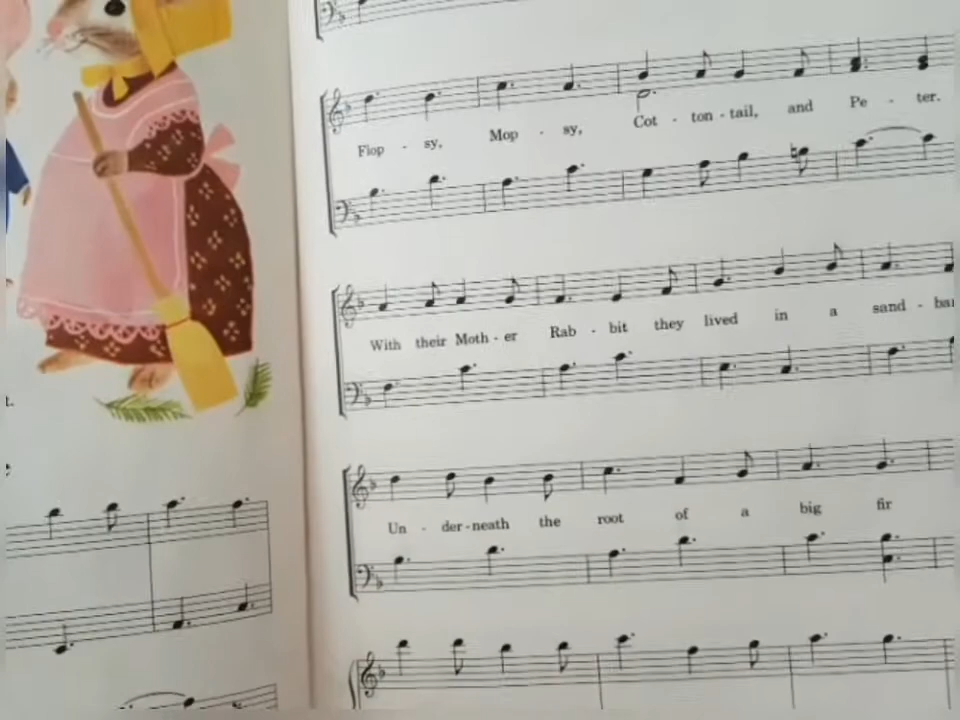 Flop - sy, Mop - sy, Cot - ton - tail, and Pe - ter.
With their Moth - er Rab - bit they lived in a sand -
Un - der - neath the root of a big fir